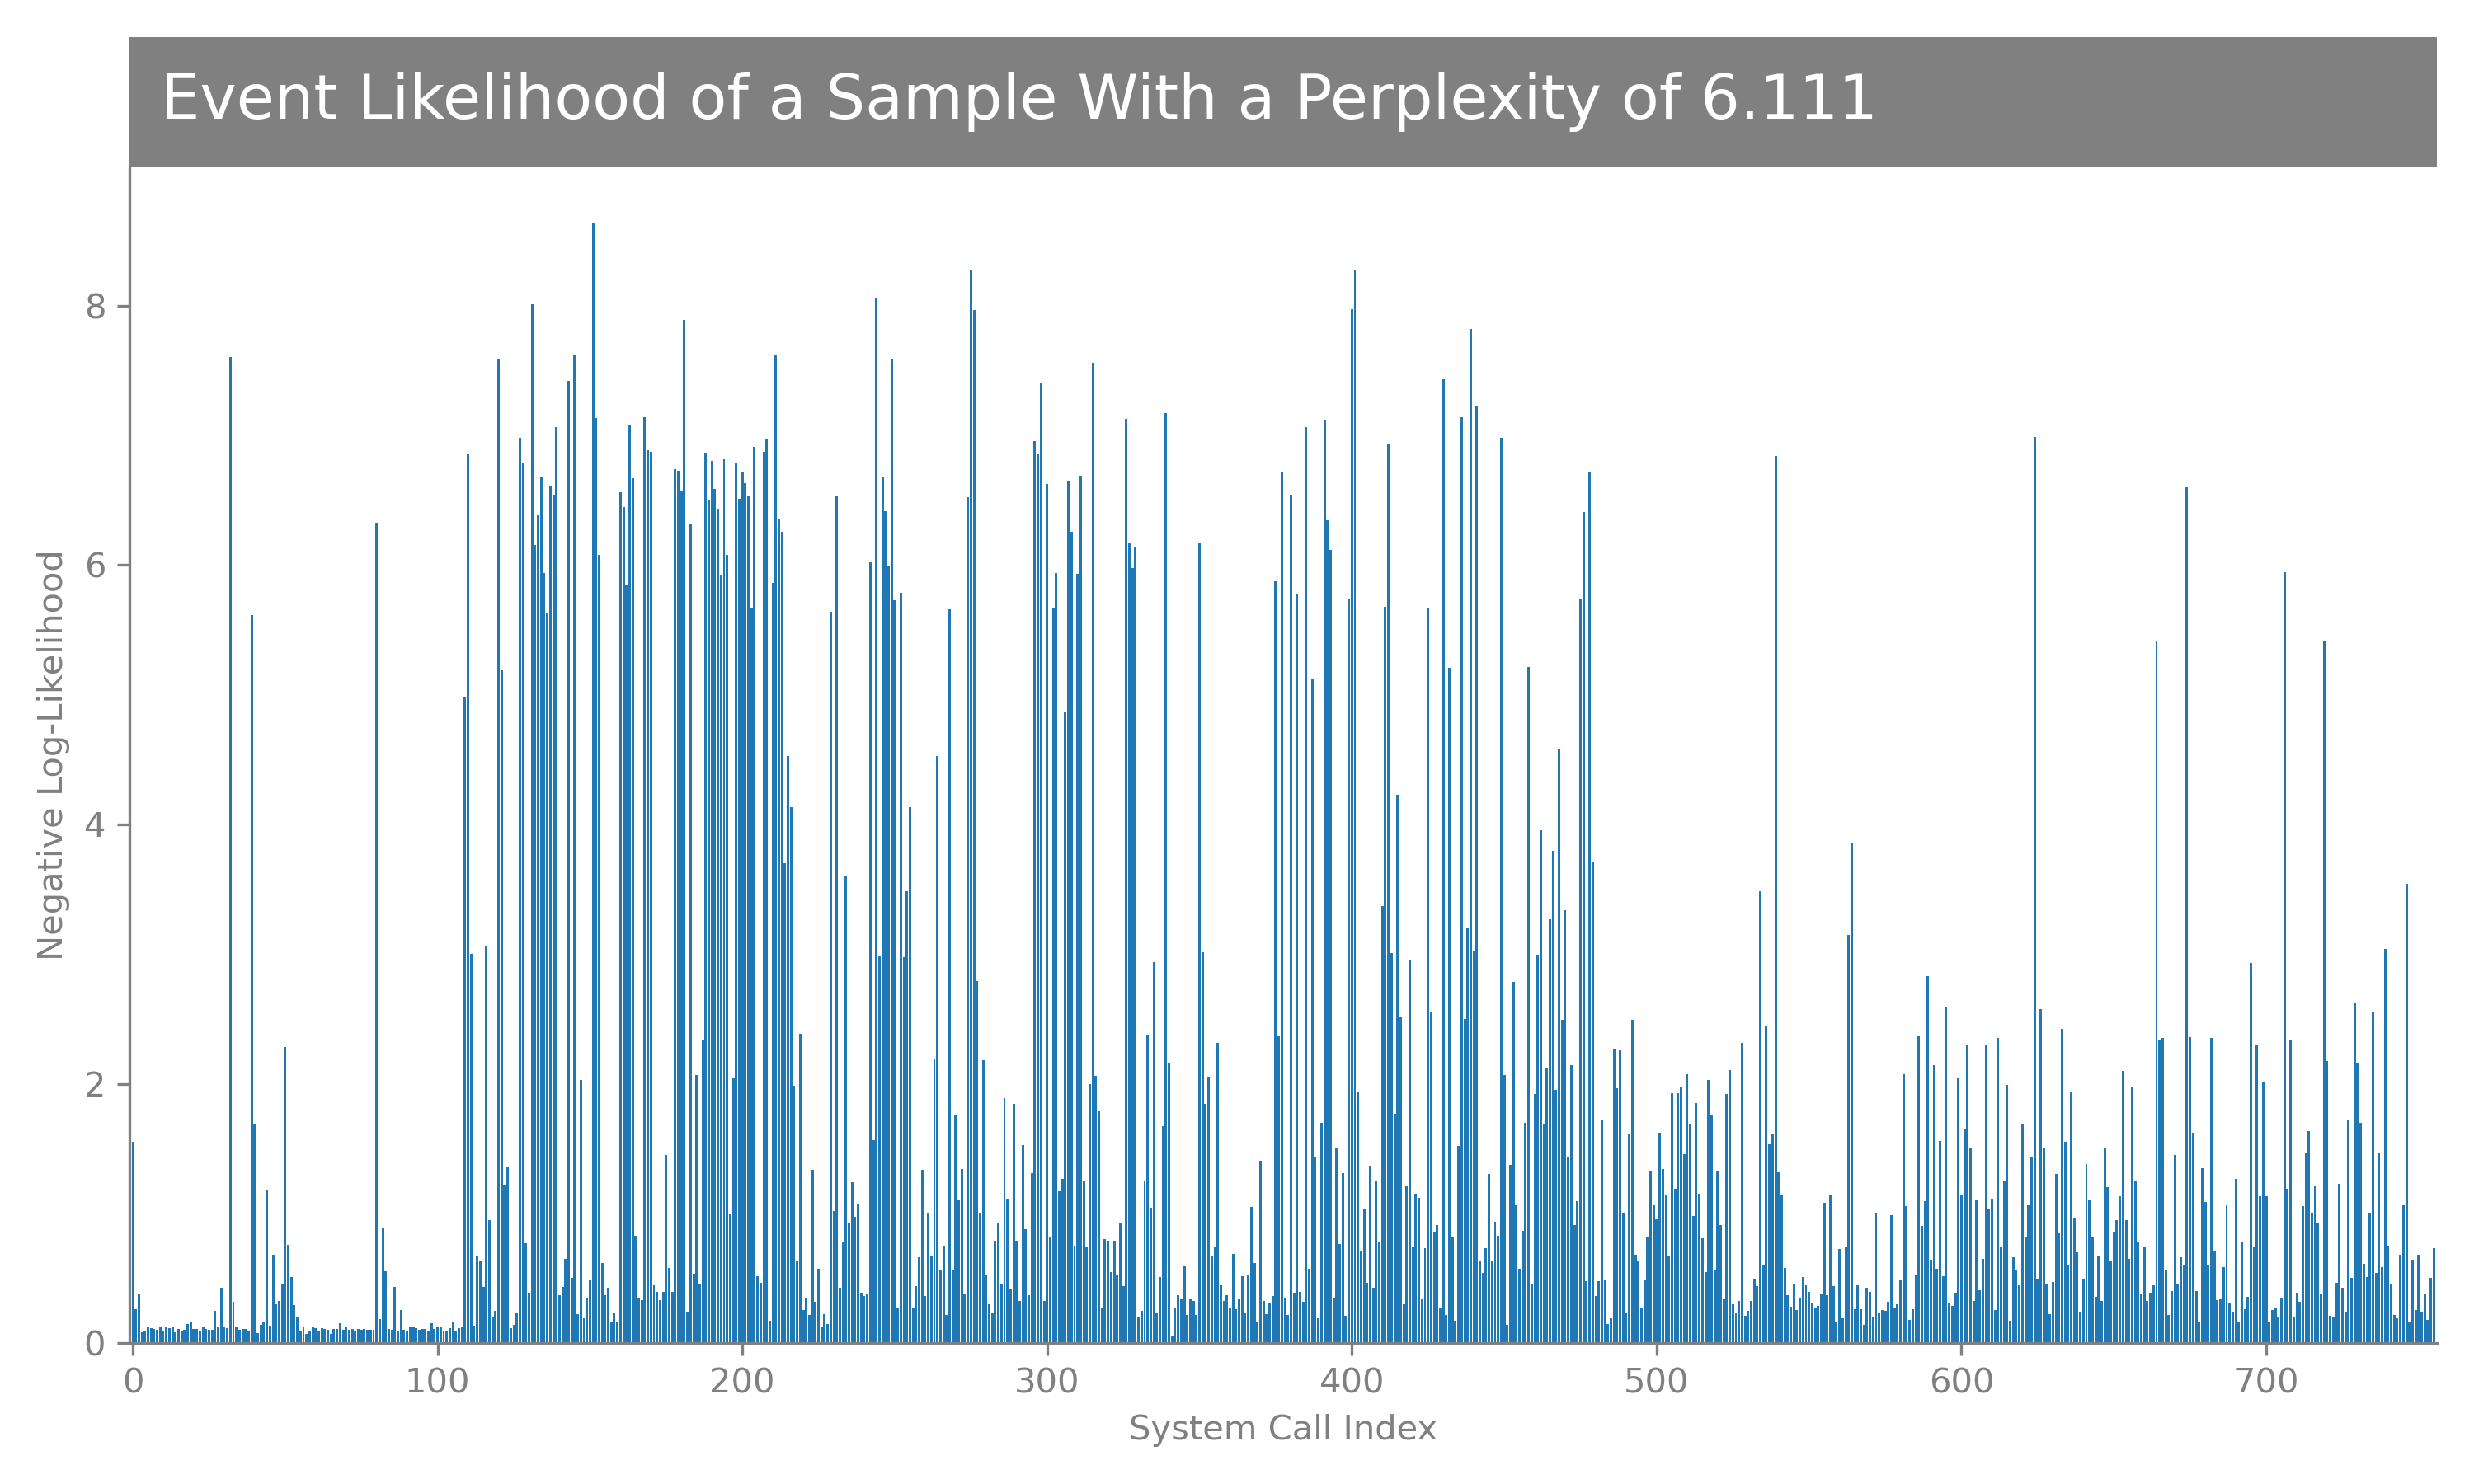 Event Likelihood of a Sample With a Perplexity of 6.111
Negative Log-Likelihood
8
6
4
2
0
0 100 200 300 400 500 600 700
System Call Index